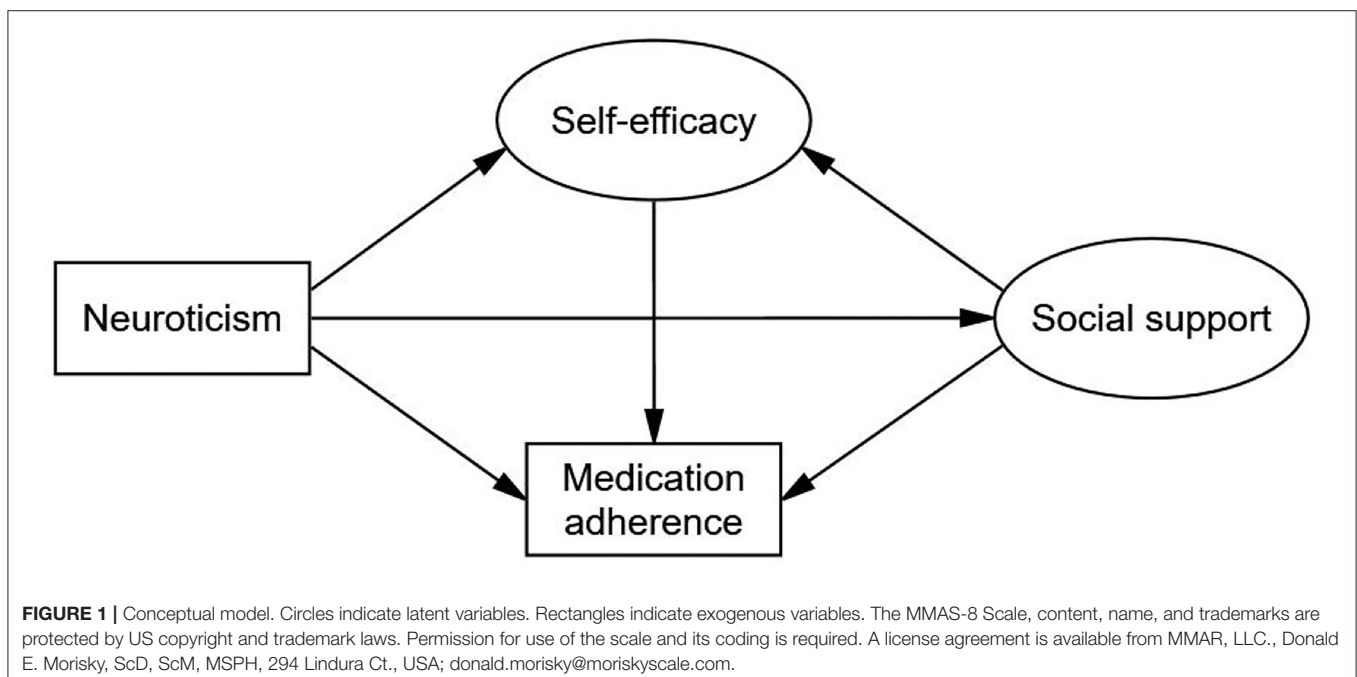 Self-efficacy
Neuroticism
Social support
Medication
adherence
FIGURE 1 | Conceptual model. Circles indicate latent variables. Rectangles indicate exogenous variables. The MMAS-8 Scale, content, name, and trademarks are
protected by US copyright and trademark laws. Permission for use of the scale and its coding is required. A license agreement is available from MMAR, LLC., Donald
E. Morisky, ScD, ScM, MSPH, 294 Lindura Ct., USA; donald.morisky@moriskyscale.com.